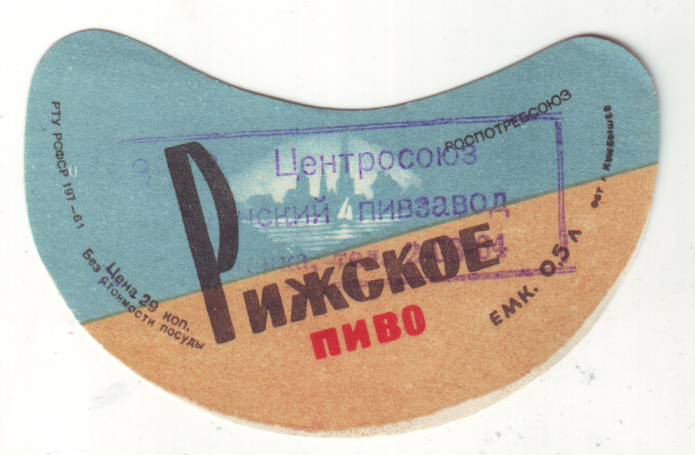 РТУ РСФСР 197-61
РОСПОТРЕБСОЮЗ
Центросоюз
пивзавод
Рижское
ПИВО
Цена 29 коп.
Без стоимости посуды
ЕМК. 0,5 л